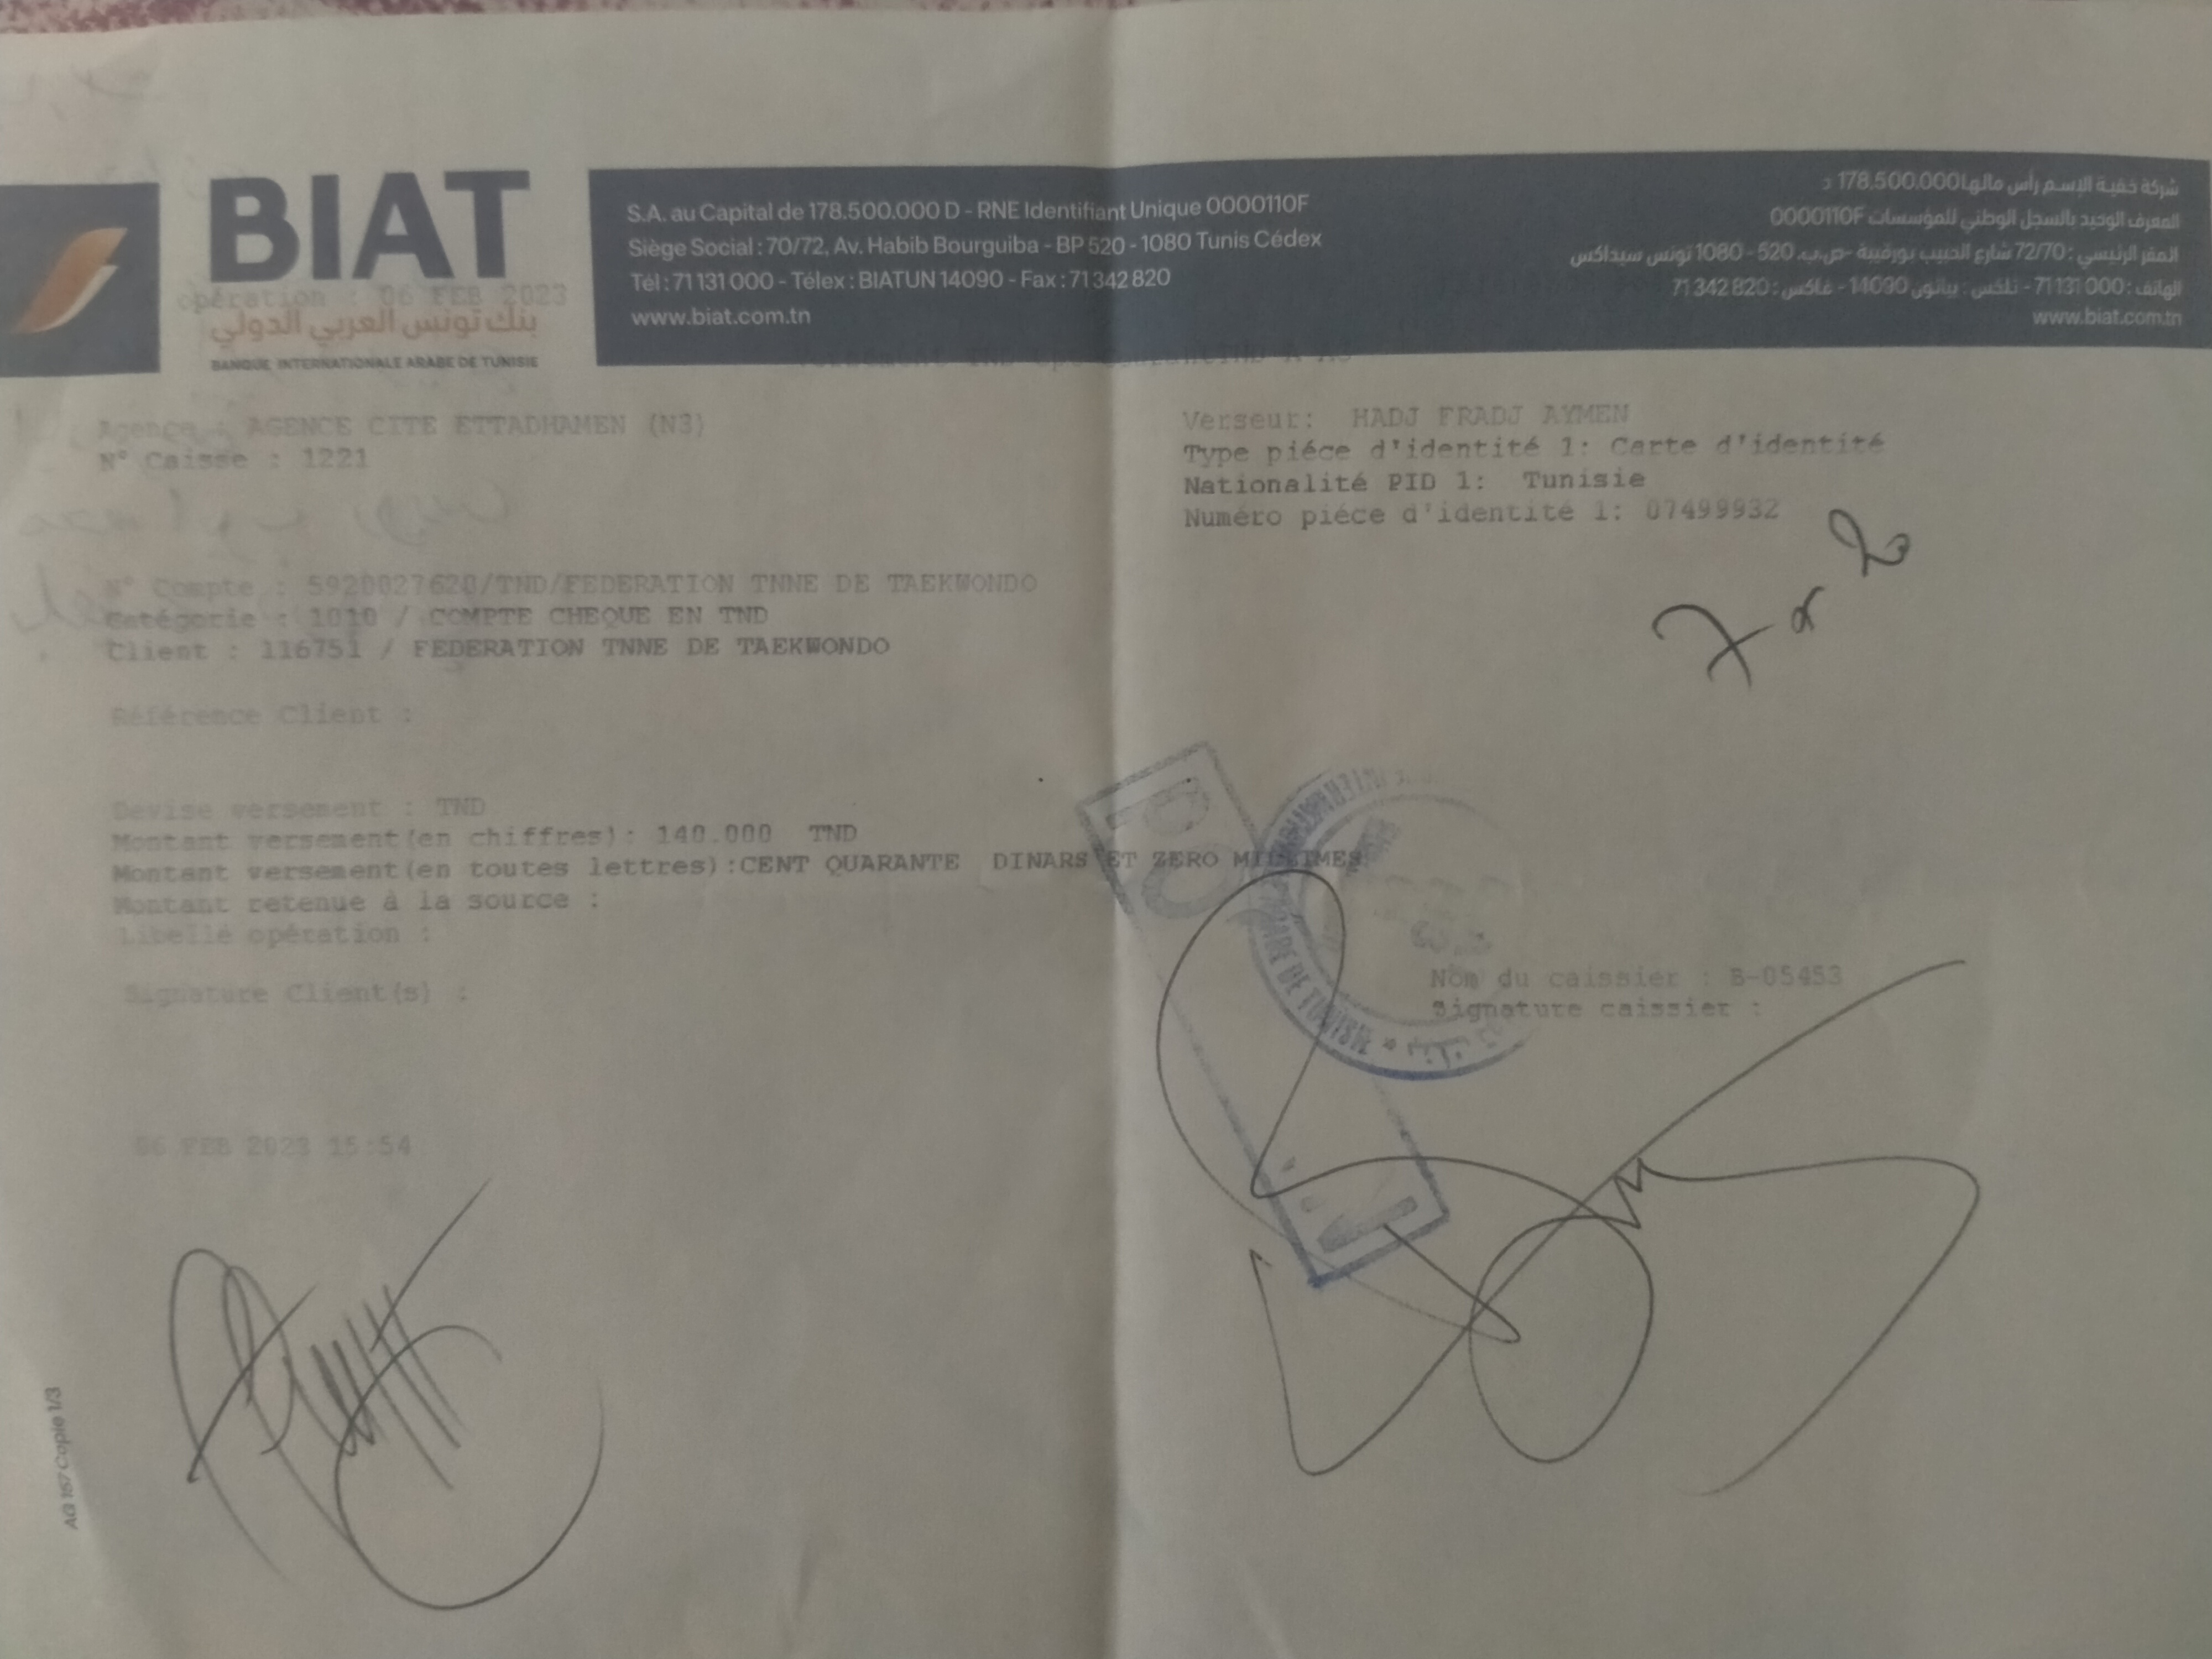 BIAT
opération : 06 FEB 2023
بنك تونس العربي الدولي
BANQUE INTERNATIONALE ARABE DE TUNISIE
S.A. au Capital de 178.500.000 D - RNE Identifiant Unique 0000110F
Siège Social : 70/72, Av. Habib Bourguiba - BP 520 - 1080 Tunis Cédex
Tél : 71 131 000 - Télex : BIATUN 14090 - Fax : 71 342 820
www.biat.com.tn
شركة خفية الإسم رأس مالها 178.500.000 د
المعرف الوحيد بالسجل الوطني للمؤسسات 0000110F
المقر الرئيسي : 72/70 شارع الحبيب بورقيبة -ص.ب. 520 - 1080 تونس سيداكس
الهاتف : 71 131 000 - تلكس : بياتون 14090 - فاكس : 71 342 820
www.biat.com.tn
Agence : AGENCE CITE ETTADHAMEN (N3)
N° Caisse : 1221
Verseur: HADJ FRADJ AYMEN
Type piéce d'identité 1: Carte d'identité
Nationalité PID 1: Tunisie
Numéro piéce d'identité 1: 07499932
N° Compte : 5920027620/TND/FEDERATION TNNE DE TAEKWONDO
Catégorie : 1010 / COMPTE CHEQUE EN TND
Client : 116751 / FEDERATION TNNE DE TAEKWONDO
Référence Client :
Devise versement : TND
Montant versement(en chiffres): 140.000 TND
Montant versement(en toutes lettres):CENT QUARANTE DINARS ET ZERO MILLIMES
Montant retenue à la source :
Libellé opération :
Signature Client(s) :
Nom du caissier : B-05453
Signature caissier :
ARABE DE TUNISIE
06 FEB 2023 15:54
AG 157 Copie 1/3